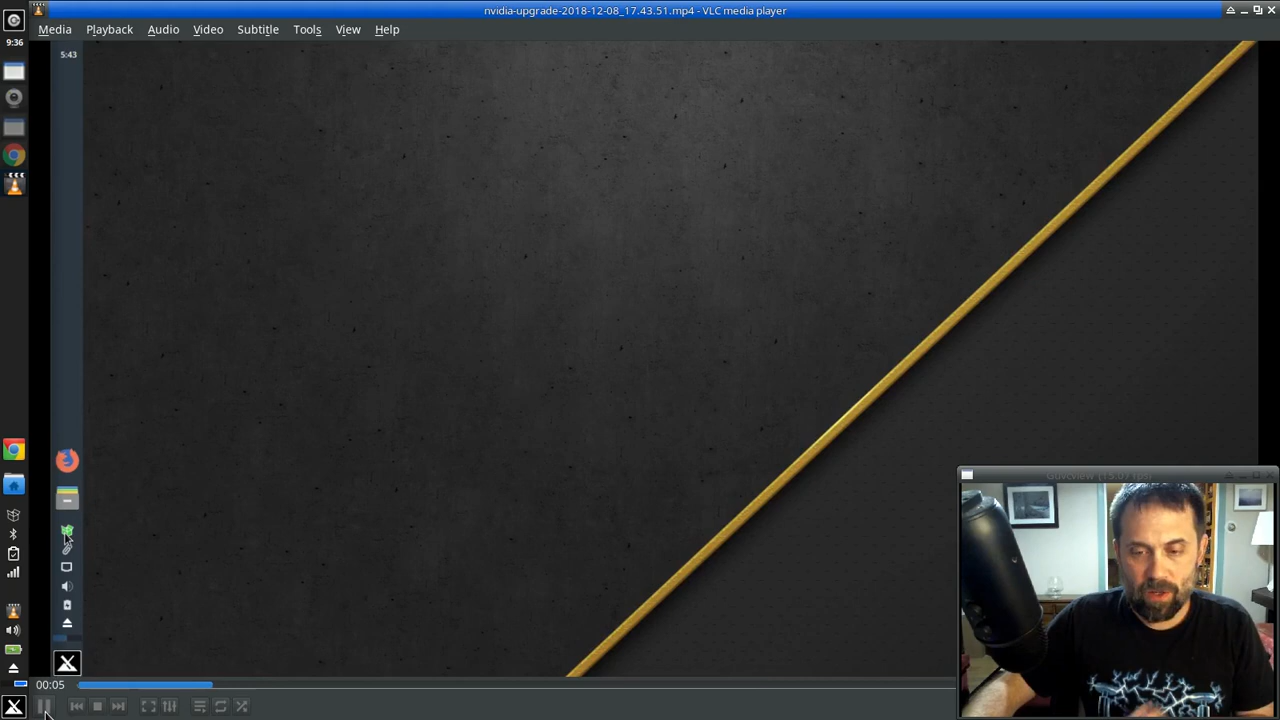 nvidia-upgrade-2018-12-08_17.43.51.mp4 - VLC media player
9:36
Media Playback Audio Video Subtitle Tools View Help
5:43
00:05